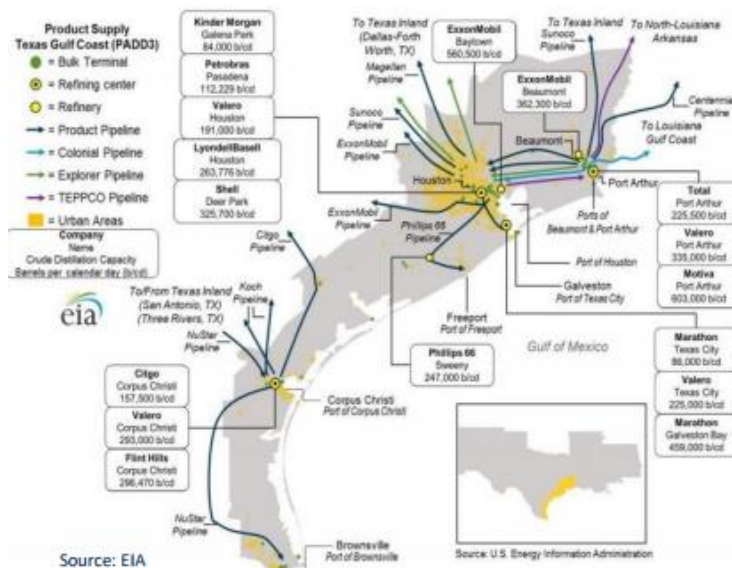 Product Supply
Texas Gulf Coast (PADD3)
= Bulk Terminal
= Refining center
= Refinery
= Product Pipeline
= Colonial Pipeline
= Explorer Pipeline
= TEPPCO Pipeline
= Urban Areas
Company
Name
Crude Distillation Capacity
Barrels per calendar day (b/cd)
eia
Kinder Morgan
Galena Park
84,000 b/cd
Petrobras
Pasadena
112,229 b/cd
Valero
Houston
191,000 b/cd
LyondellBasell
Houston
263,776 b/cd
Shell
Deer Park
325,700 b/cd
To Texas Inland
(Dallas-Forth
Worth, TX)
Magellan
Pipeline
Sunoco
Pipeline
ExxonMobil
Pipeline
ExxonMobil
Baytown
560,500 b/cd
ExxonMobil
Beaumont
362,300 b/cd
To Texas Inland
Sunoco
Pipeline
To North-Louisiana
Arkansas
Centennial
Pipeline
To Louisiana
Gulf Coast
Beaumont
Houston
Port Arthur
Ports of
Beaumont & Port Arthur
Total
Port Arthur
225,500 b/cd
Valero
Port Arthur
335,000 b/cd
Motiva
Port Arthur
603,000 b/cd
ExxonMobil
Pipeline
Phillips 66
Pipeline
Port of Houston
Galveston
Port of Texas City
Freeport
Port of Freeport
Gulf of Mexico
Phillips 66
Sweeny
247,000 b/cd
Marathon
Texas City
86,000 b/cd
Valero
Texas City
225,000 b/cd
Marathon
Galveston Bay
459,000 b/cd
Citgo
Pipeline
Koch
Pipeline
To/From Texas Inland
(San Antonio, TX)
(Three Rivers, TX)
NuStar
Pipeline
Citgo
Corpus Christi
157,500 b/cd
Valero
Corpus Christi
293,000 b/cd
Flint Hills
Corpus Christi
296,470 b/cd
Corpus Christi
Port of Corpus Christi
NuStar
Pipeline
Brownsville
Port of Brownsville
Source: EIA
Source: U.S. Energy Information Administration